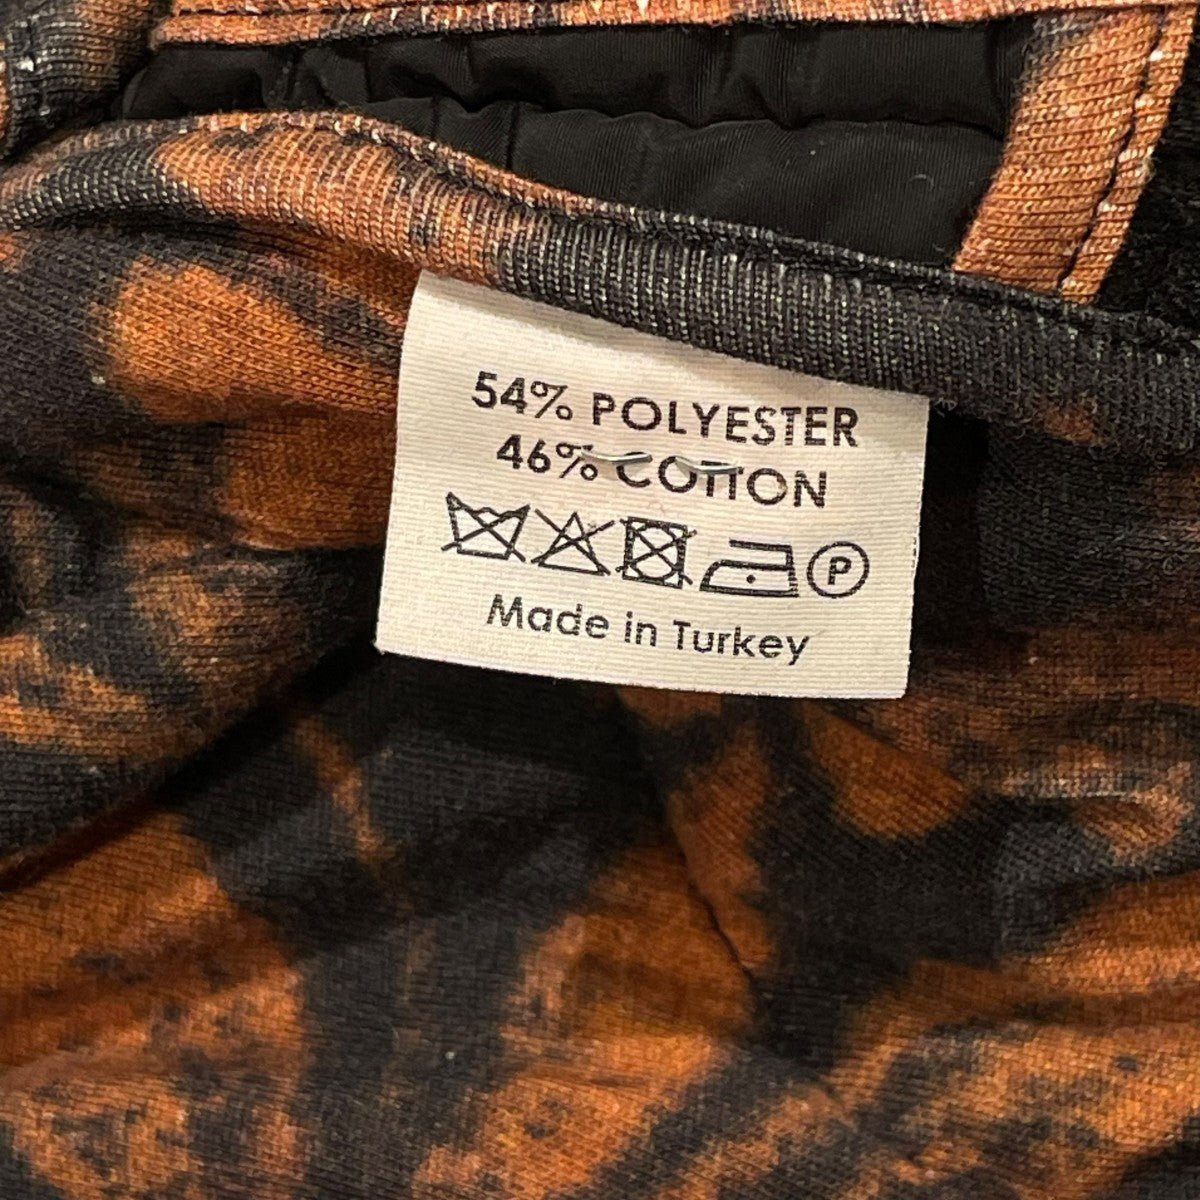 54% POLYESTER
46% COTTON
P
Made in Turkey